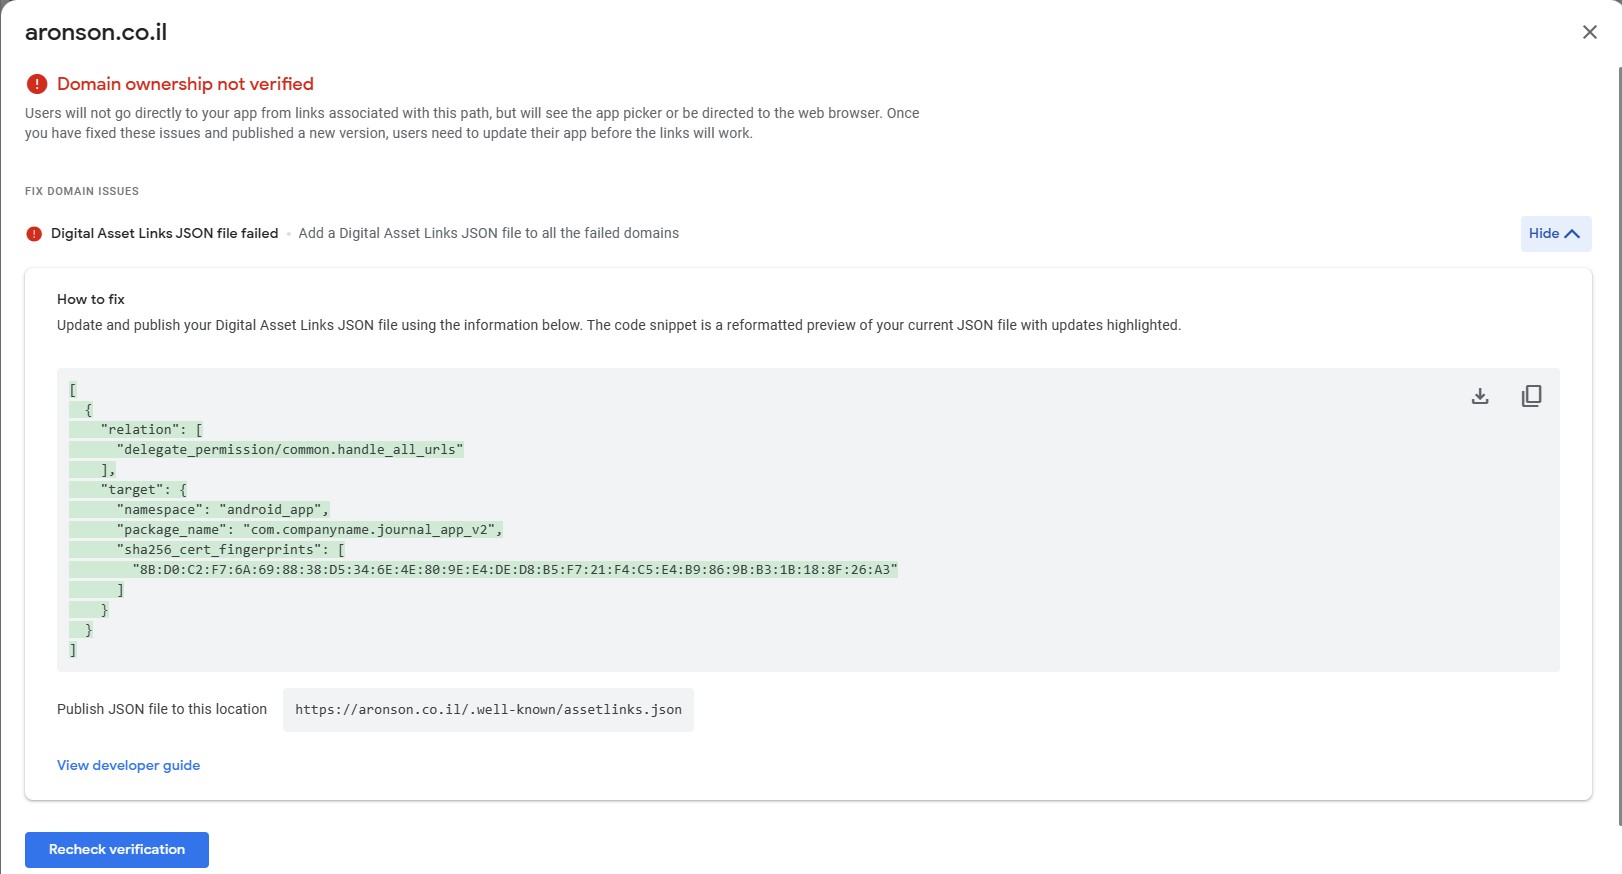 aronson.co.il
Domain ownership not verified
Users will not go directly to your app from links associated with this path, but will see the app picker or be directed to the web browser. Once
you have fixed these issues and published a new version, users need to update their app before the links will work.
FIX DOMAIN ISSUES
Digital Asset Links JSON file failed • Add a Digital Asset Links JSON file to all the failed domains
Hide
How to fix
Update and publish your Digital Asset Links JSON file using the information below. The code snippet is a reformatted preview of your current JSON file with updates highlighted.
[
  {
    "relation": [
      "delegate_permission/common.handle_all_urls"
    ],
    "target": {
      "namespace": "android_app",
      "package_name": "com.companyname.journal_app_v2",
      "sha256_cert_fingerprints": [
        "8B:D0:C2:F7:6A:69:88:38:D5:34:6E:4E:80:9E:E4:DE:D8:B5:F7:21:F4:C5:E4:B9:86:9B:B3:1B:18:8F:26:A3"
      ]
    }
  }
]
Publish JSON file to this location https://aronson.co.il/.well-known/assetlinks.json
View developer guide
Recheck verification